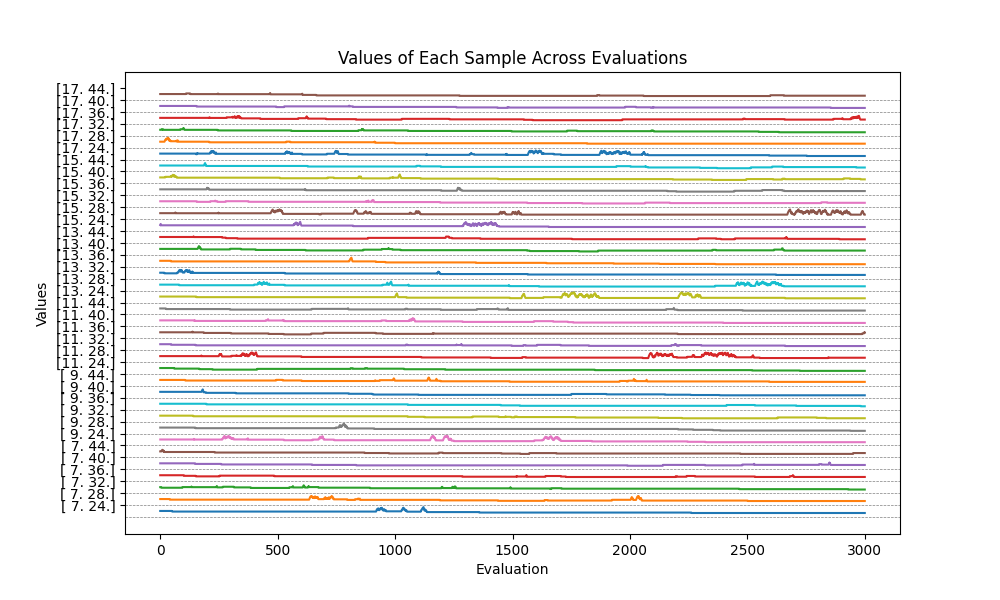 Values of Each Sample Across Evaluations
[17. 44.]
[17. 40.]
[17. 36.]
[17. 32.]
[17. 28.]
[17. 24.]
[15. 44.]
[15. 40.]
[15. 36.]
[15. 32.]
[15. 28.]
[15. 24.]
[13. 44.]
[13. 40.]
[13. 36.]
[13. 32.]
[13. 28.]
[13. 24.]
[11. 44.]
[11. 40.]
[11. 36.]
[11. 32.]
[11. 28.]
[11. 24.]
[ 9. 44.]
[ 9. 40.]
[ 9. 36.]
[ 9. 32.]
[ 9. 28.]
[ 9. 24.]
[ 7. 44.]
[ 7. 40.]
[ 7. 36.]
[ 7. 32.]
[ 7. 28.]
[ 7. 24.]
Values
0 500 1000 1500 2000 2500 3000
Evaluation